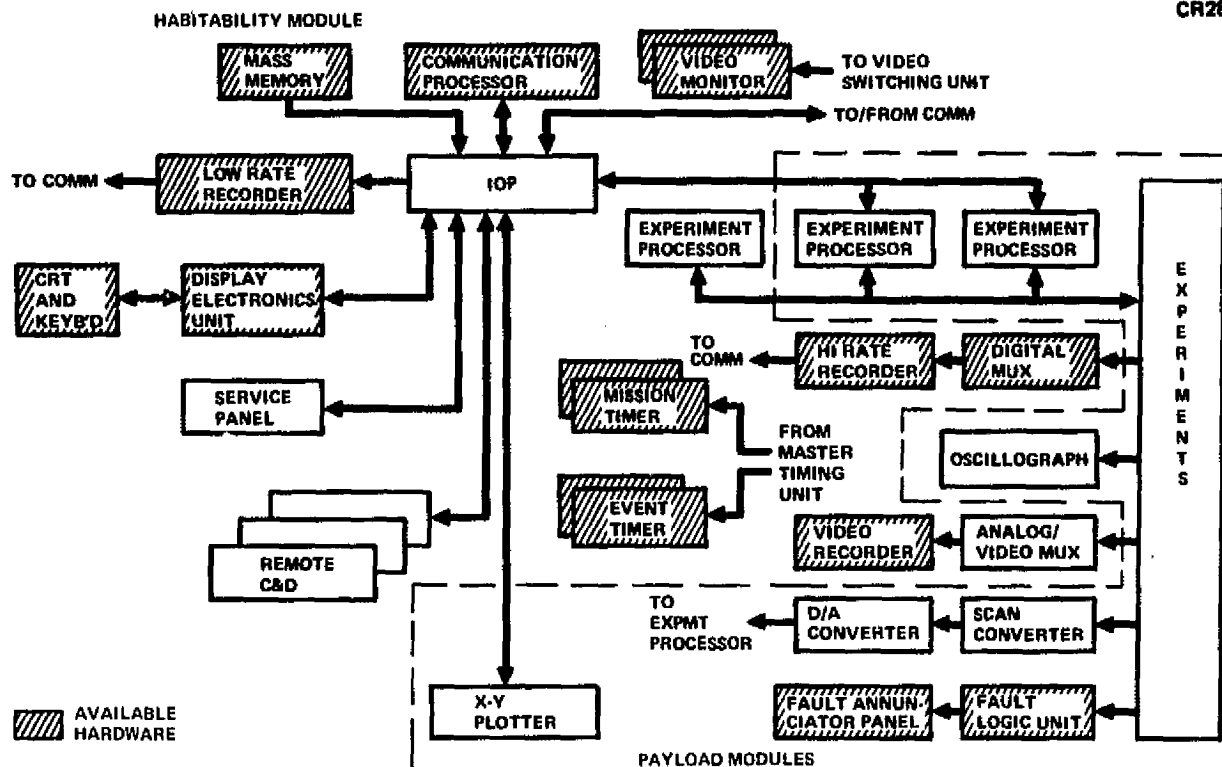 CR28
HABITABILITY MODULE
MASS
MEMORY
COMMUNICATION
PROCESSOR
VIDEO
MONITOR
TO VIDEO
SWITCHING UNIT
TO/FROM COMM
TO COMM
LOW RATE
RECORDER
IOP
EXPERIMENT
PROCESSOR
EXPERIMENT
PROCESSOR
EXPERIMENT
PROCESSOR
EXPERIMENTS
CRT
AND
KEYB'D
DISPLAY
ELECTRONICS
UNIT
TO
COMM
HI RATE
RECORDER
DIGITAL
MUX
SERVICE
PANEL
MISSION
TIMER
FROM
MASTER
TIMING
UNIT
OSCILLOGRAPH
EVENT
TIMER
VIDEO
RECORDER
ANALOG/
VIDEO MUX
REMOTE
C&D
TO
EXPMT
PROCESSOR
D/A
CONVERTER
SCAN
CONVERTER
X-Y
PLOTTER
FAULT ANNUN-
CIATOR PANEL
FAULT
LOGIC UNIT
AVAILABLE
HARDWARE
PAYLOAD MODULES